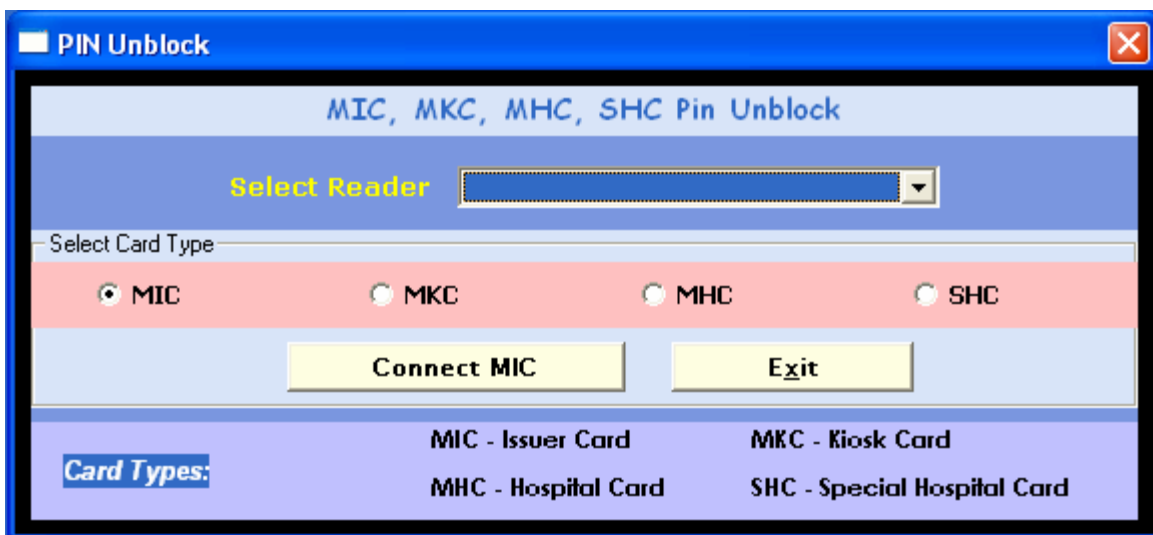 PIN Unblock
MIC, MKC, MHC, SHC Pin Unblock
Select Reader
Select Card Type
MIC MKC MHC SHC
Connect MIC Exit
MIC - Issuer Card MKC - Kiosk Card
Card Types:
MHC - Hospital Card SHC - Special Hospital Card